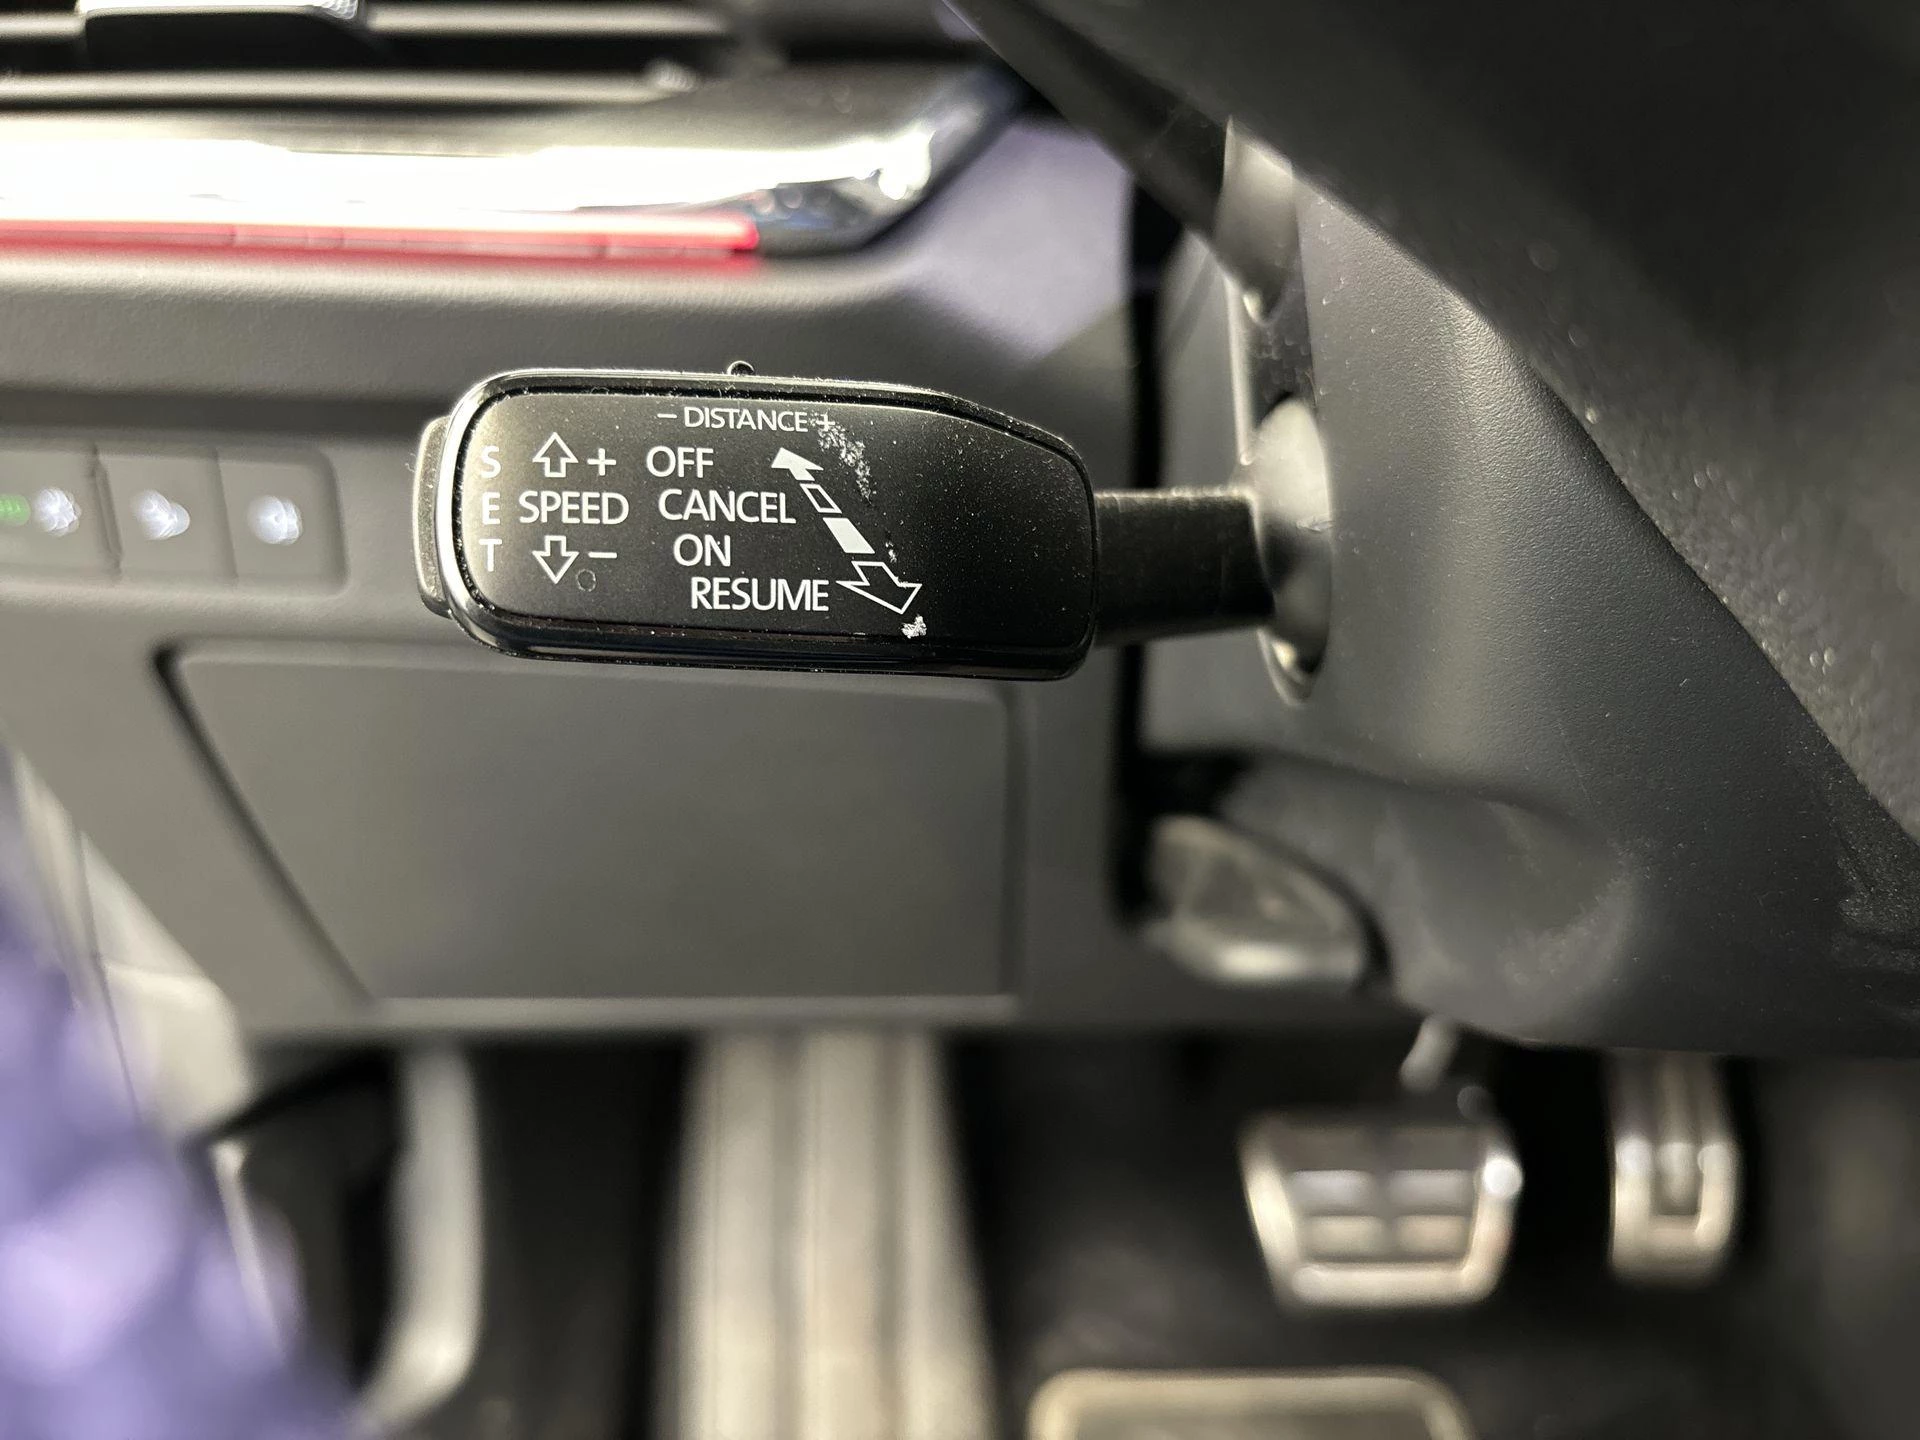 − DISTANCE +
S + OFF
E SPEED CANCEL
T − ON
RESUME